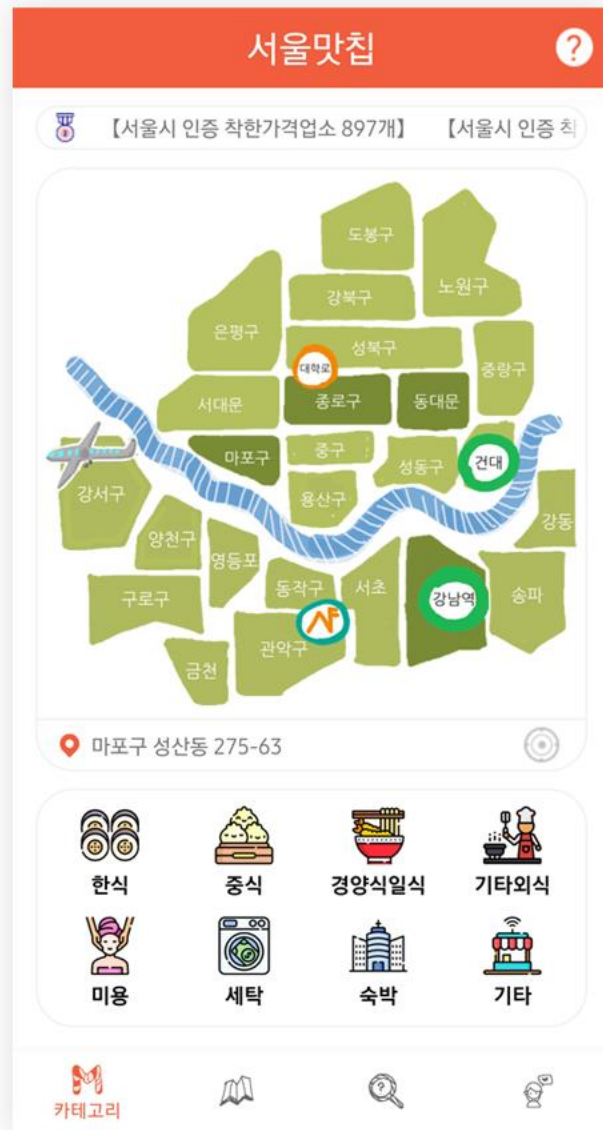 서울맛집
?
【서울시 인증 착한가격업소 897개】 【서울시 인증 착
도봉구
노원구
강북구
은평구
성북구
중랑구
대학로
서대문
종로구
동대문
마포구
중구
성동구
건대
강서구
용산구
강동
양천구
영등포
구로구
동작구
서초
강남역
송파
관악구
금천
마포구 성산동 275-63
한식 중식 경양식일식 기타외식
미용 세탁 숙박 기타
카테고리